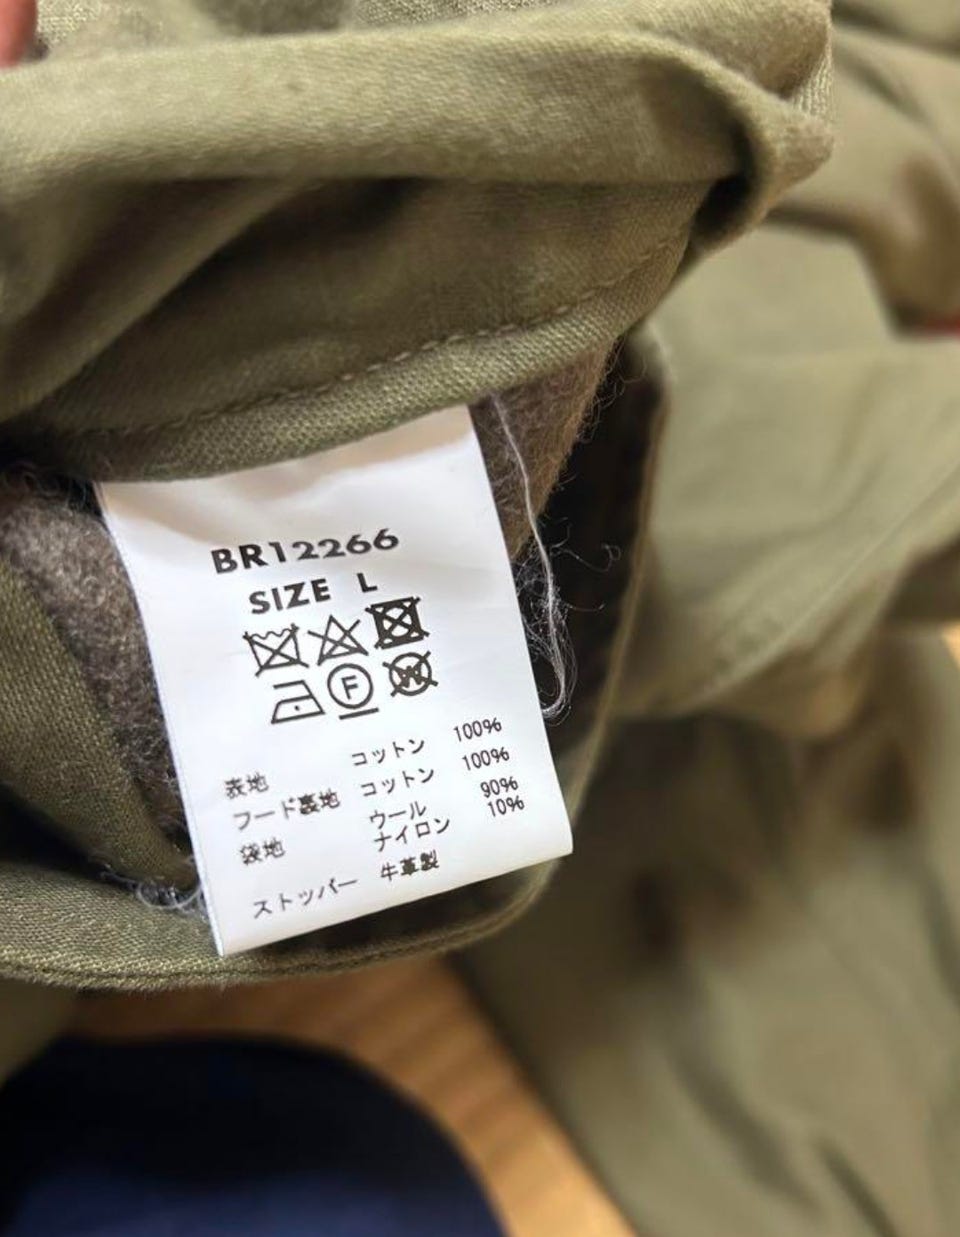 BR12266
SIZE L
F
W
表地 コットン 100%
フード裏地 コットン 100%
袋地 ウール 90%
ナイロン 10%
ストッパー 牛革製